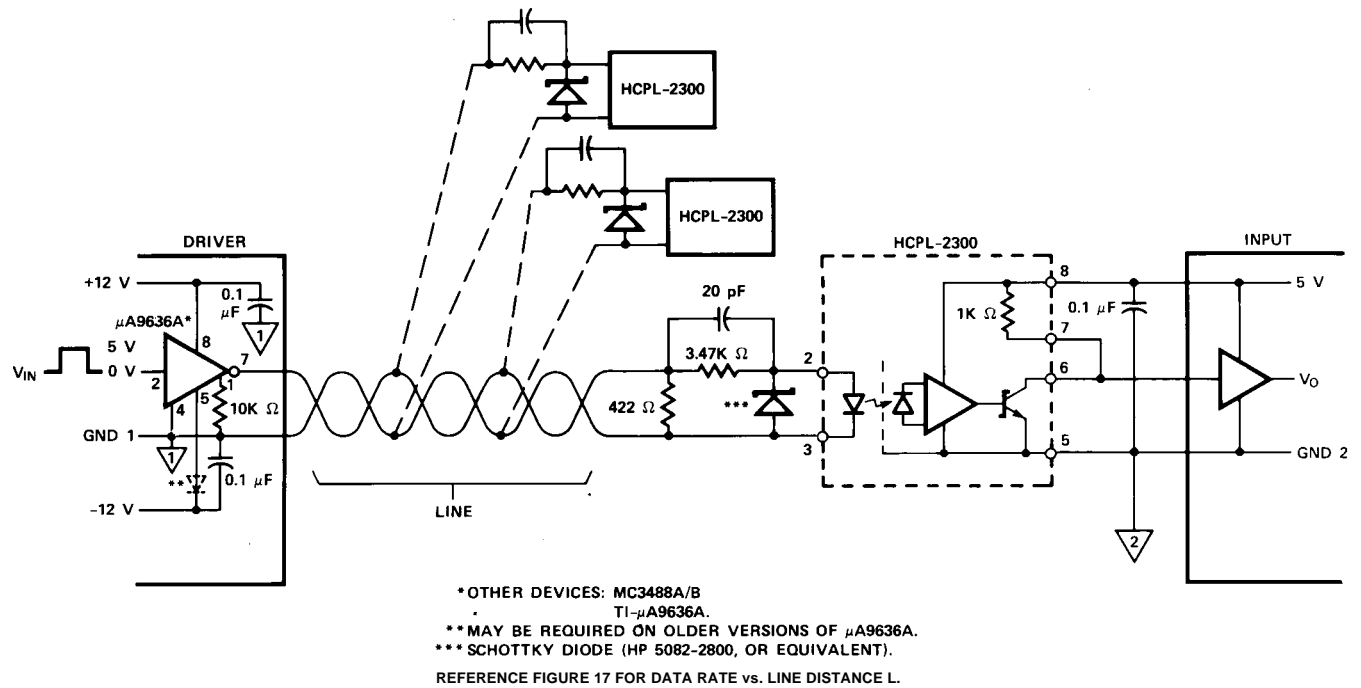 HCPL-2300
HCPL-2300
DRIVER
HCPL-2300
INPUT
+12 V
0.1
μF
1
μA9636A*
8
5 V
0 V
VIN
2
7
1
5
4
10K Ω
GND 1
1
**
0.1 μF
-12 V
LINE
20 pF
3.47K Ω
422 Ω
***
2
3
8
1K Ω
7
6
5
0.1 μF
5 V
VO
GND 2
2
*OTHER DEVICES: MC3488A/B
TI-μA9636A.
**MAY BE REQUIRED ON OLDER VERSIONS OF μA9636A.
***SCHOTTKY DIODE (HP 5082-2800, OR EQUIVALENT).
REFERENCE FIGURE 17 FOR DATA RATE vs. LINE DISTANCE L.